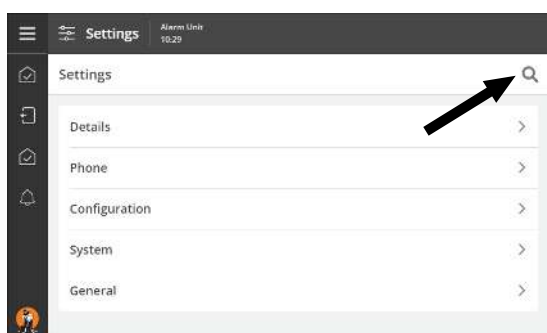 Settings
Alarm Unit
10:29
Settings
Details
Phone
Configuration
System
General